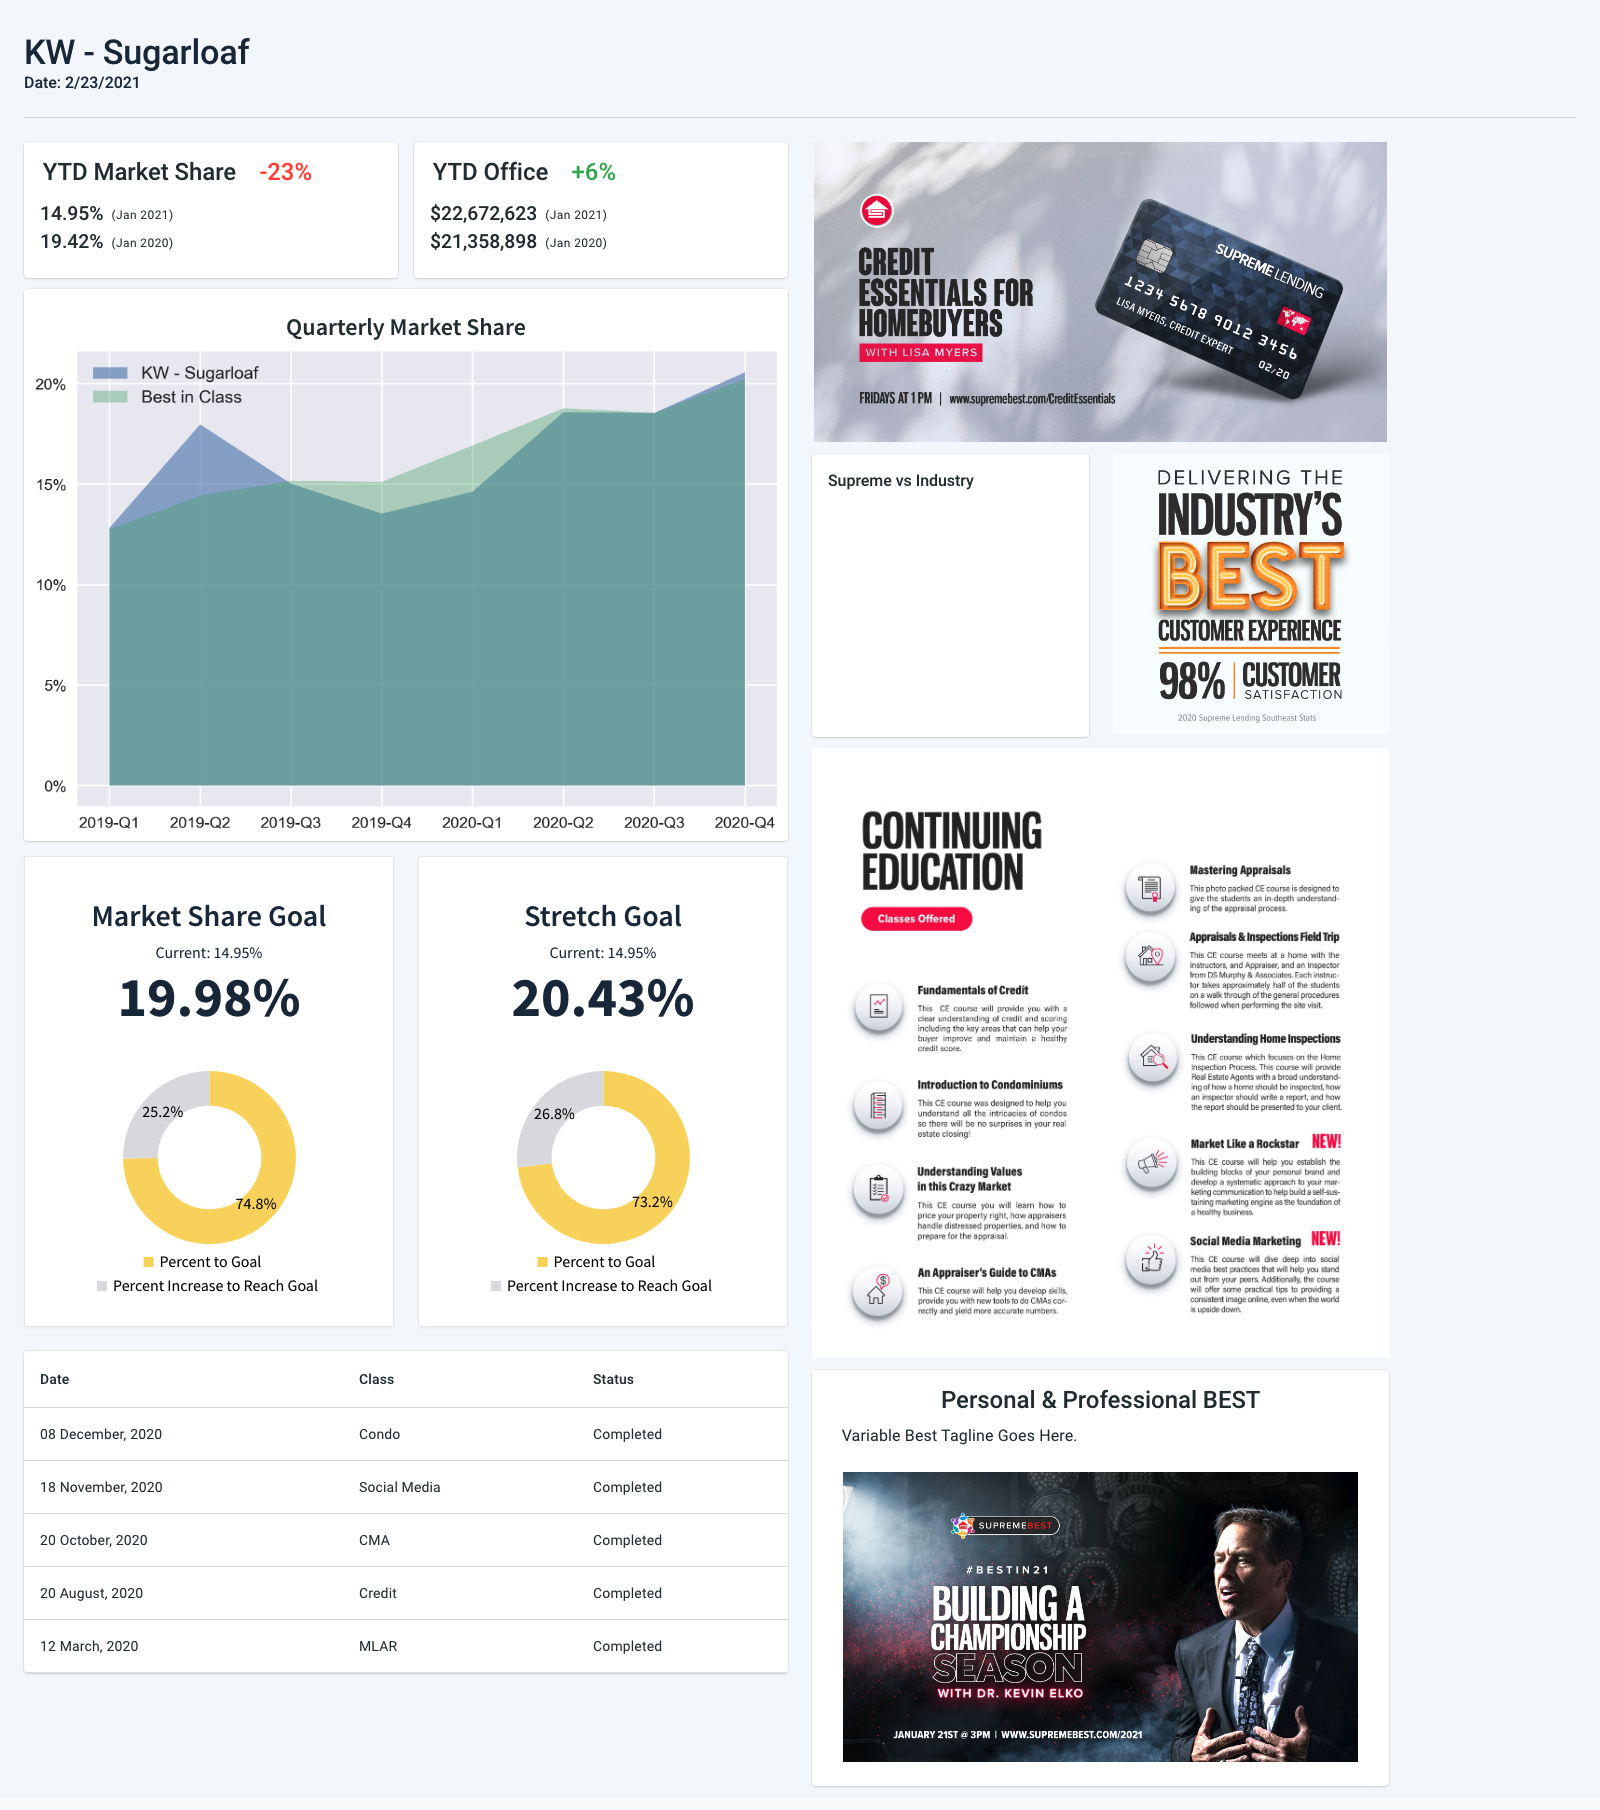 KW - Sugarloaf
Date: 2/23/2021
YTD Market Share -23%
14.95% (Jan 2021)
19.42% (Jan 2020)
YTD Office +6%
$22,672,623 (Jan 2021)
$21,358,898 (Jan 2020)
Quarterly Market Share
KW - Sugarloaf
Best in Class
20%
15%
10%
5%
0%
2019-Q1 2019-Q2 2019-Q3 2019-Q4 2020-Q1 2020-Q2 2020-Q3 2020-Q4
Market Share Goal
Current: 14.95%
19.98%
25.2%
74.8%
Percent to Goal
Percent Increase to Reach Goal
Stretch Goal
Current: 14.95%
20.43%
26.8%
73.2%
Percent to Goal
Percent Increase to Reach Goal
Date Class Status
08 December, 2020 Condo Completed
18 November, 2020 Social Media Completed
20 October, 2020 CMA Completed
20 August, 2020 Credit Completed
12 March, 2020 MLAR Completed
CREDIT
ESSENTIALS FOR
HOMEBUYERS
WITH LISA MYERS
FRIDAYS AT 1 PM | www.supremebest.com/CreditEssentials
SUPREME LENDING
1234 5678 9012 3456
LISA MYERS, CREDIT EXPERT
02/20
Supreme vs Industry
DELIVERING THE
INDUSTRY'S
BEST
CUSTOMER EXPERIENCE
98% | CUSTOMER
SATISFACTION
2020 Supreme Lending Southeast Stats
CONTINUING
EDUCATION
Classes Offered
Fundamentals of Credit
This CE course will provide you with a
clear understanding of credit and scoring
including the key areas that can help your
buyer improve and maintain a healthy
credit score.
Introduction to Condominiums
This CE course was designed to help you
understand all the intricacies of condos
so there will be no surprises in your real
estate closing!
Understanding Values
in this Crazy Market
This CE course you will learn how to
price your property right, how appraisers
handle distressed properties, and how to
prepare for the appraisal.
An Appraiser's Guide to CMAs
This CE course will help you develop skills,
provide you with new tools to do CMAs cor-
rectly and yield more accurate numbers.
Mastering Appraisals
This photo packed CE course is designed to
give the students an in-depth understand-
ing of the appraisal process.
Appraisals & Inspections Field Trip
This CE course meets at a home with the
instructors, and Appraiser, and an Inspector
from DS Murphy & Associates. Each instruc-
tor takes approximately half of the students
on a walk through of the general procedures
followed when performing the site visit.
Understanding Home Inspections
This CE course which focuses on the Home
Inspection Process. This course will provide
Real Estate Agents with a broad understand-
ing of how a home should be inspected, how
an inspector should write a report, and how
the report should be presented to your client.
Market Like a Rockstar NEW!
This CE course will help you establish the
building blocks of your personal brand and
develop a systematic approach to your mar-
keting communication to help build a self-sus-
taining marketing engine as the foundation of
a healthy business.
Social Media Marketing NEW!
This CE course will dive deep into social
media best practices that will help you stand
out from your peers. Additionally, the course
will offer some practical tips to providing a
consistent image online, even when the world
is upside down.
Personal & Professional BEST
Variable Best Tagline Goes Here.
SUPREMEBEST
#BESTIN21
BUILDING A
CHAMPIONSHIP
SEASON
WITH DR. KEVIN ELKO
JANUARY 21ST @ 3PM | WWW.SUPREMEBEST.COM/2021